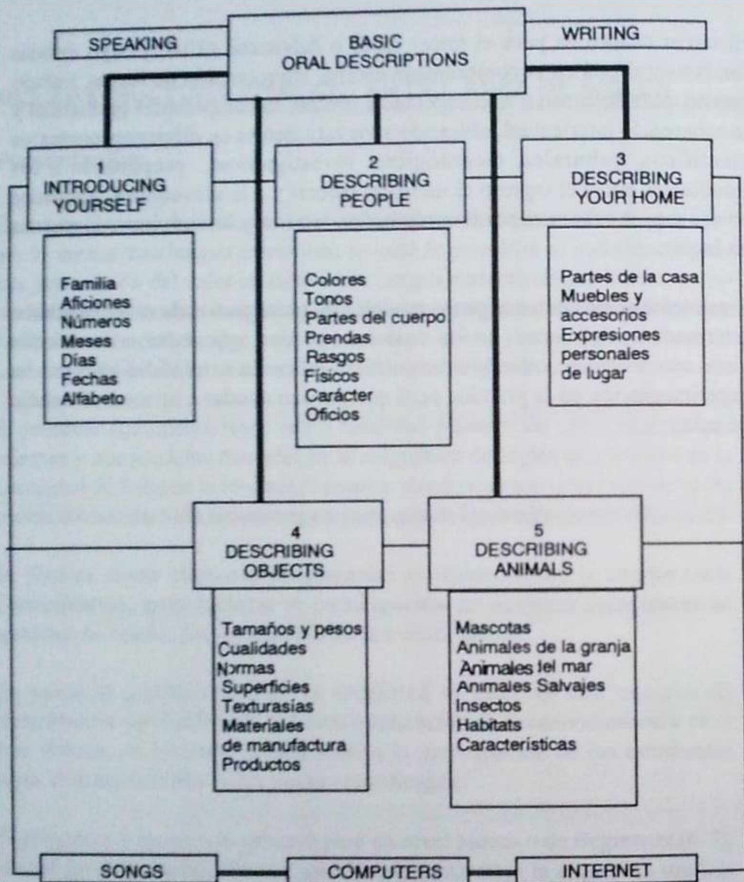 SPEAKING
BASIC
ORAL DESCRIPTIONS
WRITING
1
INTRODUCING
YOURSELF
Familia
Aficiones
Números
Meses
Días
Fechas
Alfabeto
2
DESCRIBING
PEOPLE
Colores
Tonos
Partes del cuerpo
Prendas
Rasgos
Físicos
Carácter
Oficios
3
DESCRIBING
YOUR HOME
Partes de la casa
Muebles y
accesorios
Expresiones
personales
de lugar
4
DESCRIBING
OBJECTS
Tamaños y pesos
Cualidades
Normas
Superficies
Texturasías
Materiales
de manufactura
Productos
5
DESCRIBING
ANIMALS
Mascotas
Animales de la granja
Animales del mar
Animales Salvajes
Insectos
Habitats
Características
SONGS
COMPUTERS
INTERNET